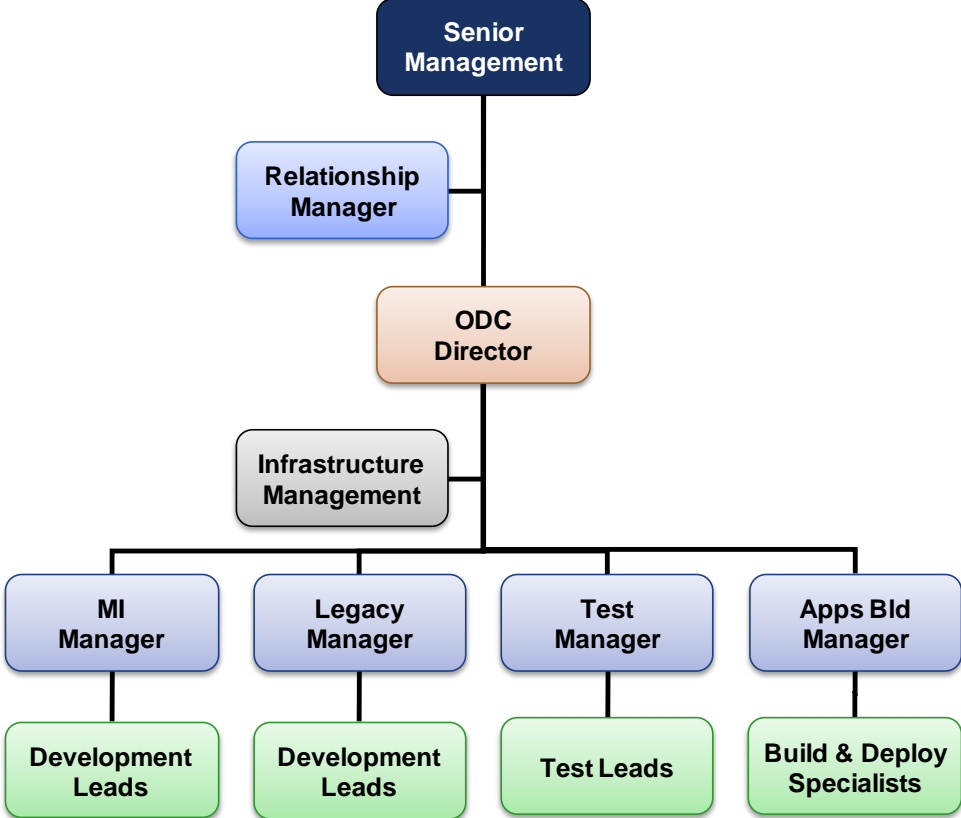 Senior
Management
Relationship
Manager
ODC
Director
Infrastructure
Management
MI
Manager
Legacy
Manager
Test
Manager
Apps Bld
Manager
Development
Leads
Development
Leads
Test Leads
Build & Deploy
Specialists